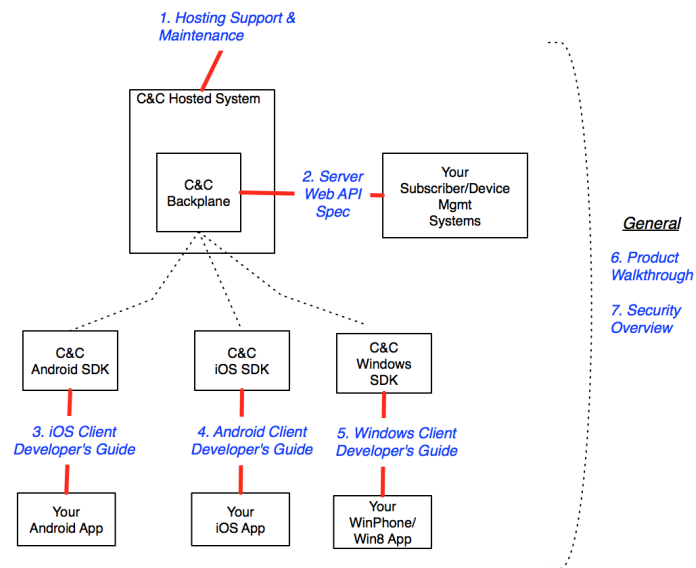 1. Hosting Support &
Maintenance
C&C Hosted System
C&C
Backplane
2. Server
Web API
Spec
Your
Subscriber/Device
Mgmt
Systems
General
6. Product
Walkthrough
7. Security
Overview
C&C
Android SDK
C&C
iOS SDK
C&C
Windows
SDK
3. iOS Client
Developer's Guide
4. Android Client
Developer's Guide
5. Windows Client
Developer's Guide
Your
Android App
Your
iOS App
Your
WinPhone/
Win8 App